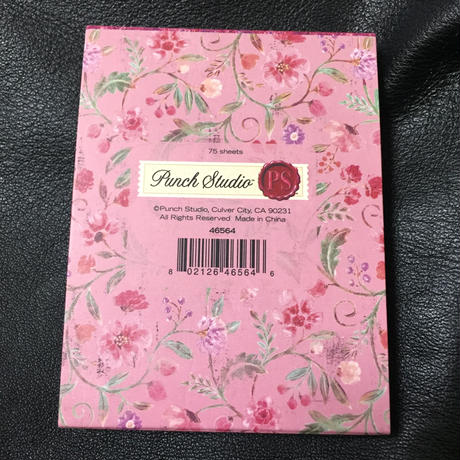 75 sheets
Punch Studio PS
©Punch Studio, Culver City, CA 90231
All Rights Reserved Made in China
46564
8 02126 46564 6